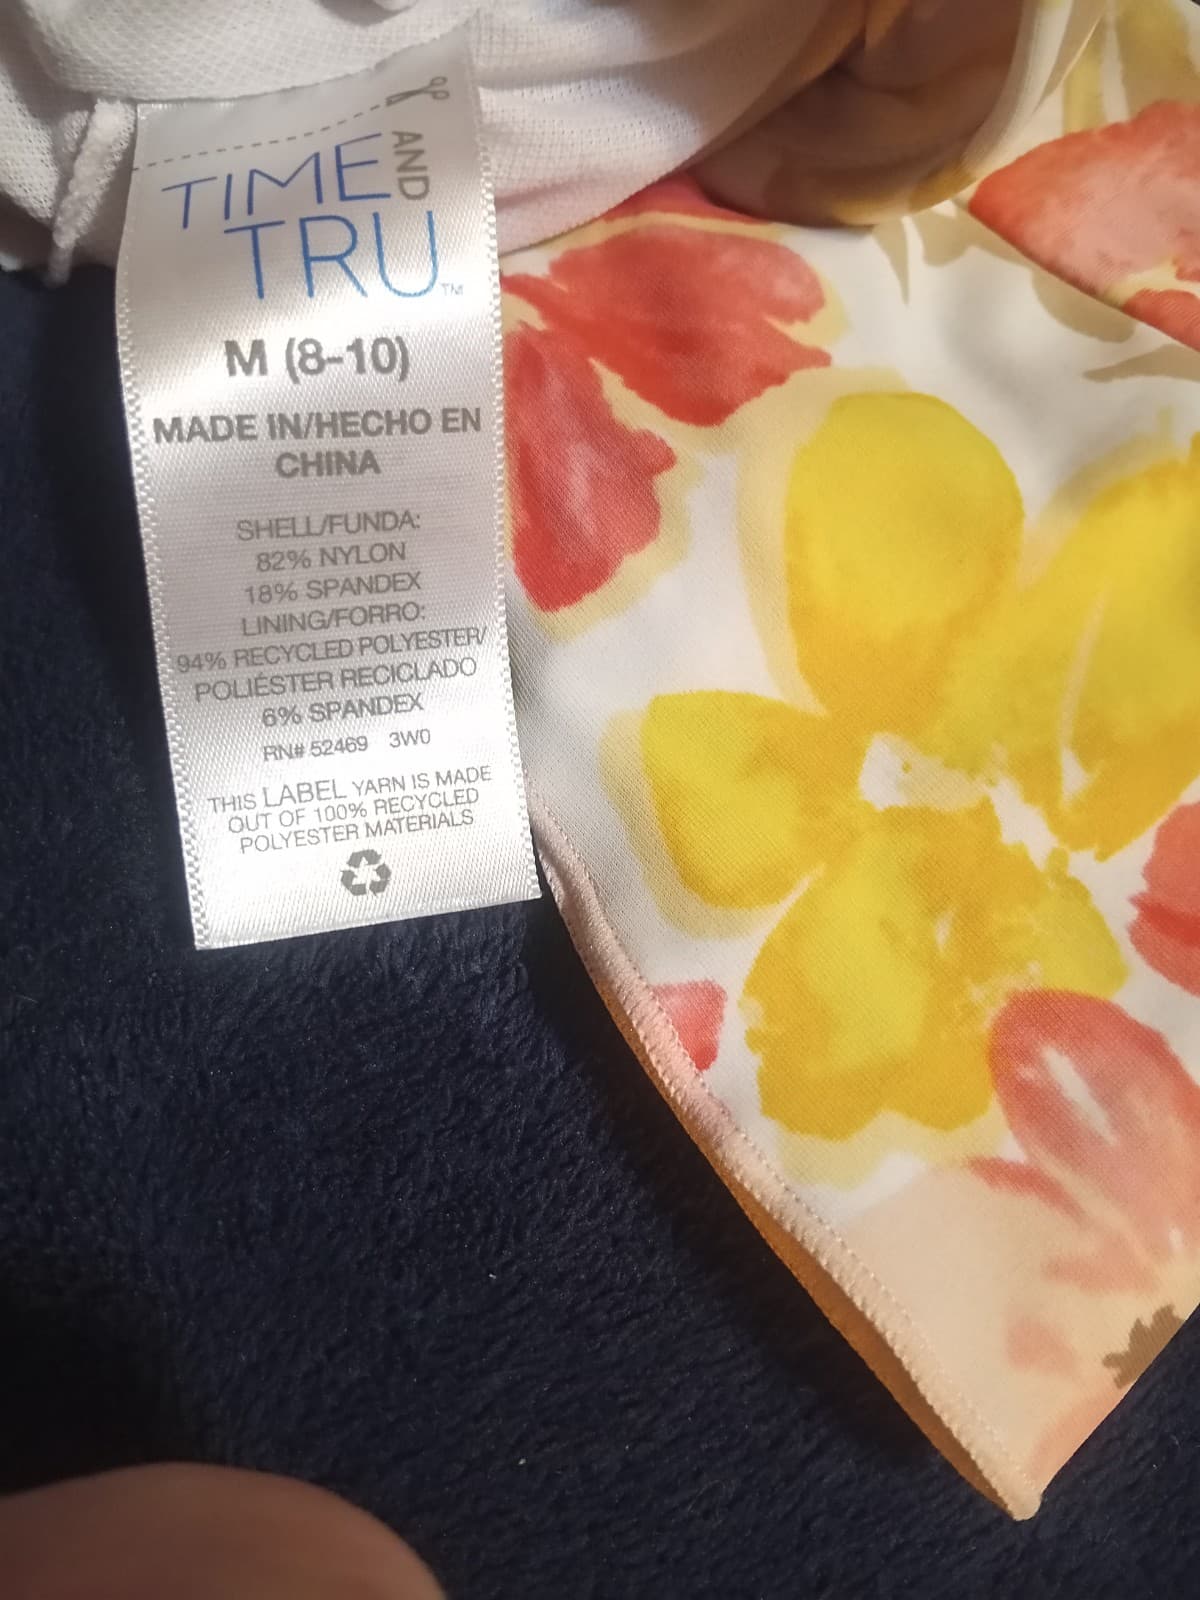 TIME AND
TRU™
M (8-10)
MADE IN/HECHO EN
CHINA
SHELL/FUNDA:
82% NYLON
18% SPANDEX
LINING/FORRO:
94% RECYCLED POLYESTER/
POLIÉSTER RECICLADO
6% SPANDEX
RN# 52469 3W0
THIS LABEL YARN IS MADE
OUT OF 100% RECYCLED
POLYESTER MATERIALS